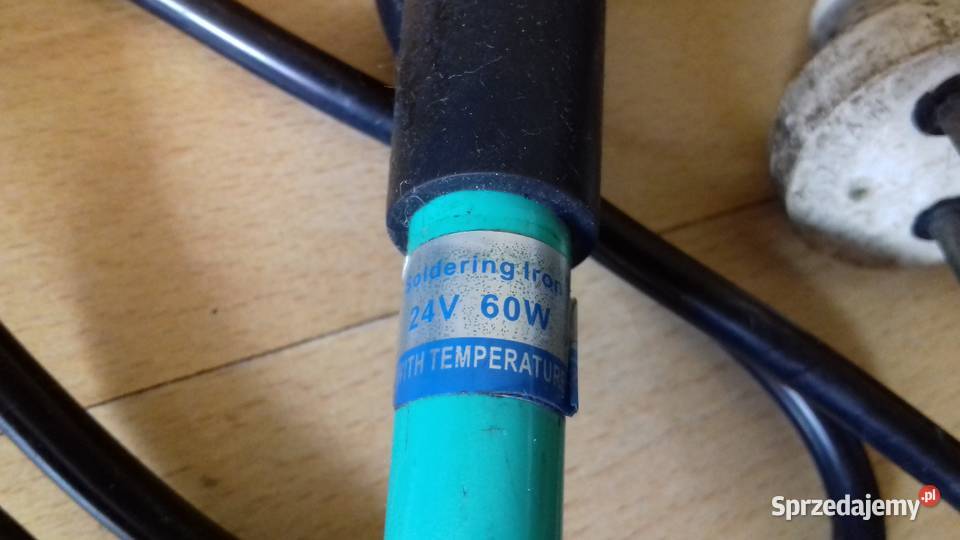 soldering Iron
24V 60W
WITH TEMPERATURE
Sprzedajemy.pl